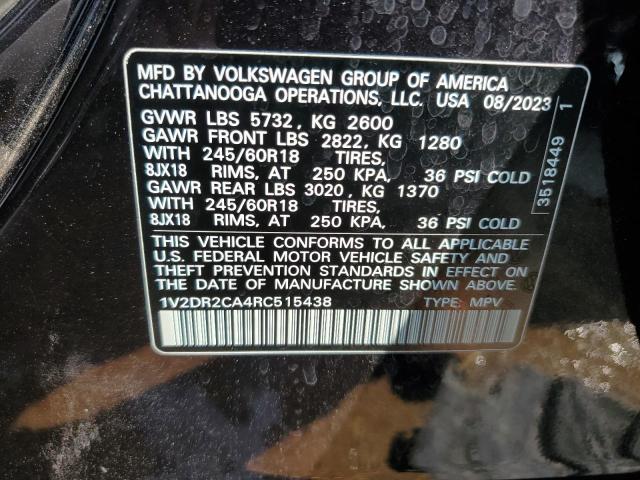 MFD BY VOLKSWAGEN GROUP OF AMERICA
CHATTANOOGA OPERATIONS, LLC. USA 08/2023
GVWR LBS 5732, KG 2600
GAWR FRONT LBS 2822, KG 1280
WITH 245/60R18 TIRES,
8JX18 RIMS, AT 250 KPA, 36 PSI COLD
GAWR REAR LBS 3020, KG 1370
WITH 245/60R18 TIRES,
8JX18 RIMS, AT 250 KPA, 36 PSI COLD
THIS VEHICLE CONFORMS TO ALL APPLICABLE
U.S. FEDERAL MOTOR VEHICLE SAFETY AND
THEFT PREVENTION STANDARDS IN EFFECT ON
THE DATE OF MANUFACTURE SHOWN ABOVE.
1V2DR2CA4RC515438 TYPE: MPV
3518449 1